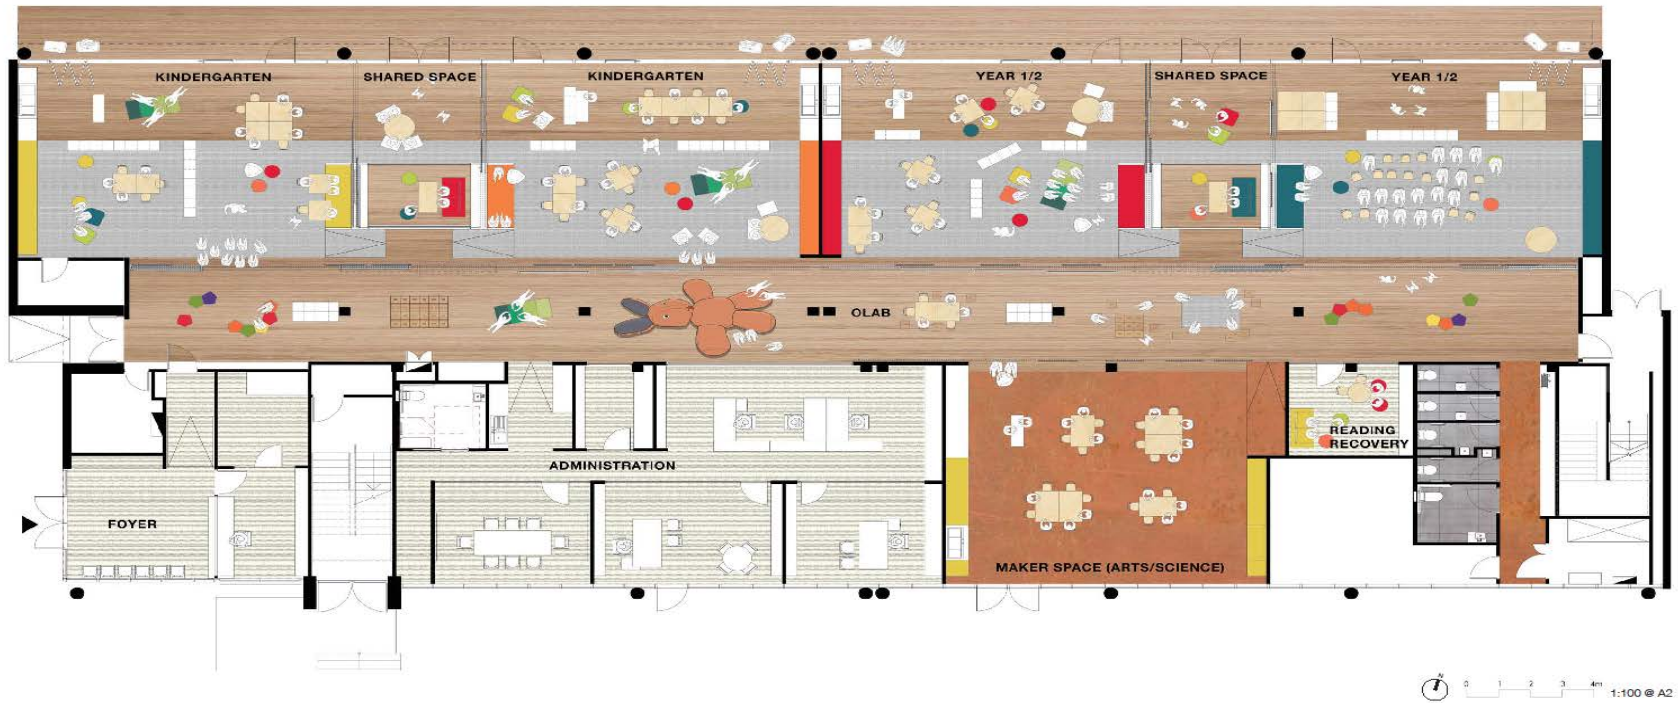 KINDERGARTEN
SHARED SPACE
KINDERGARTEN
YEAR 1/2
SHARED SPACE
YEAR 1/2
OLAB
READING
RECOVERY
ADMINISTRATION
FOYER
MAKER SPACE (ARTS/SCIENCE)
N
0 1 2 3 4m
1:100 @ A2